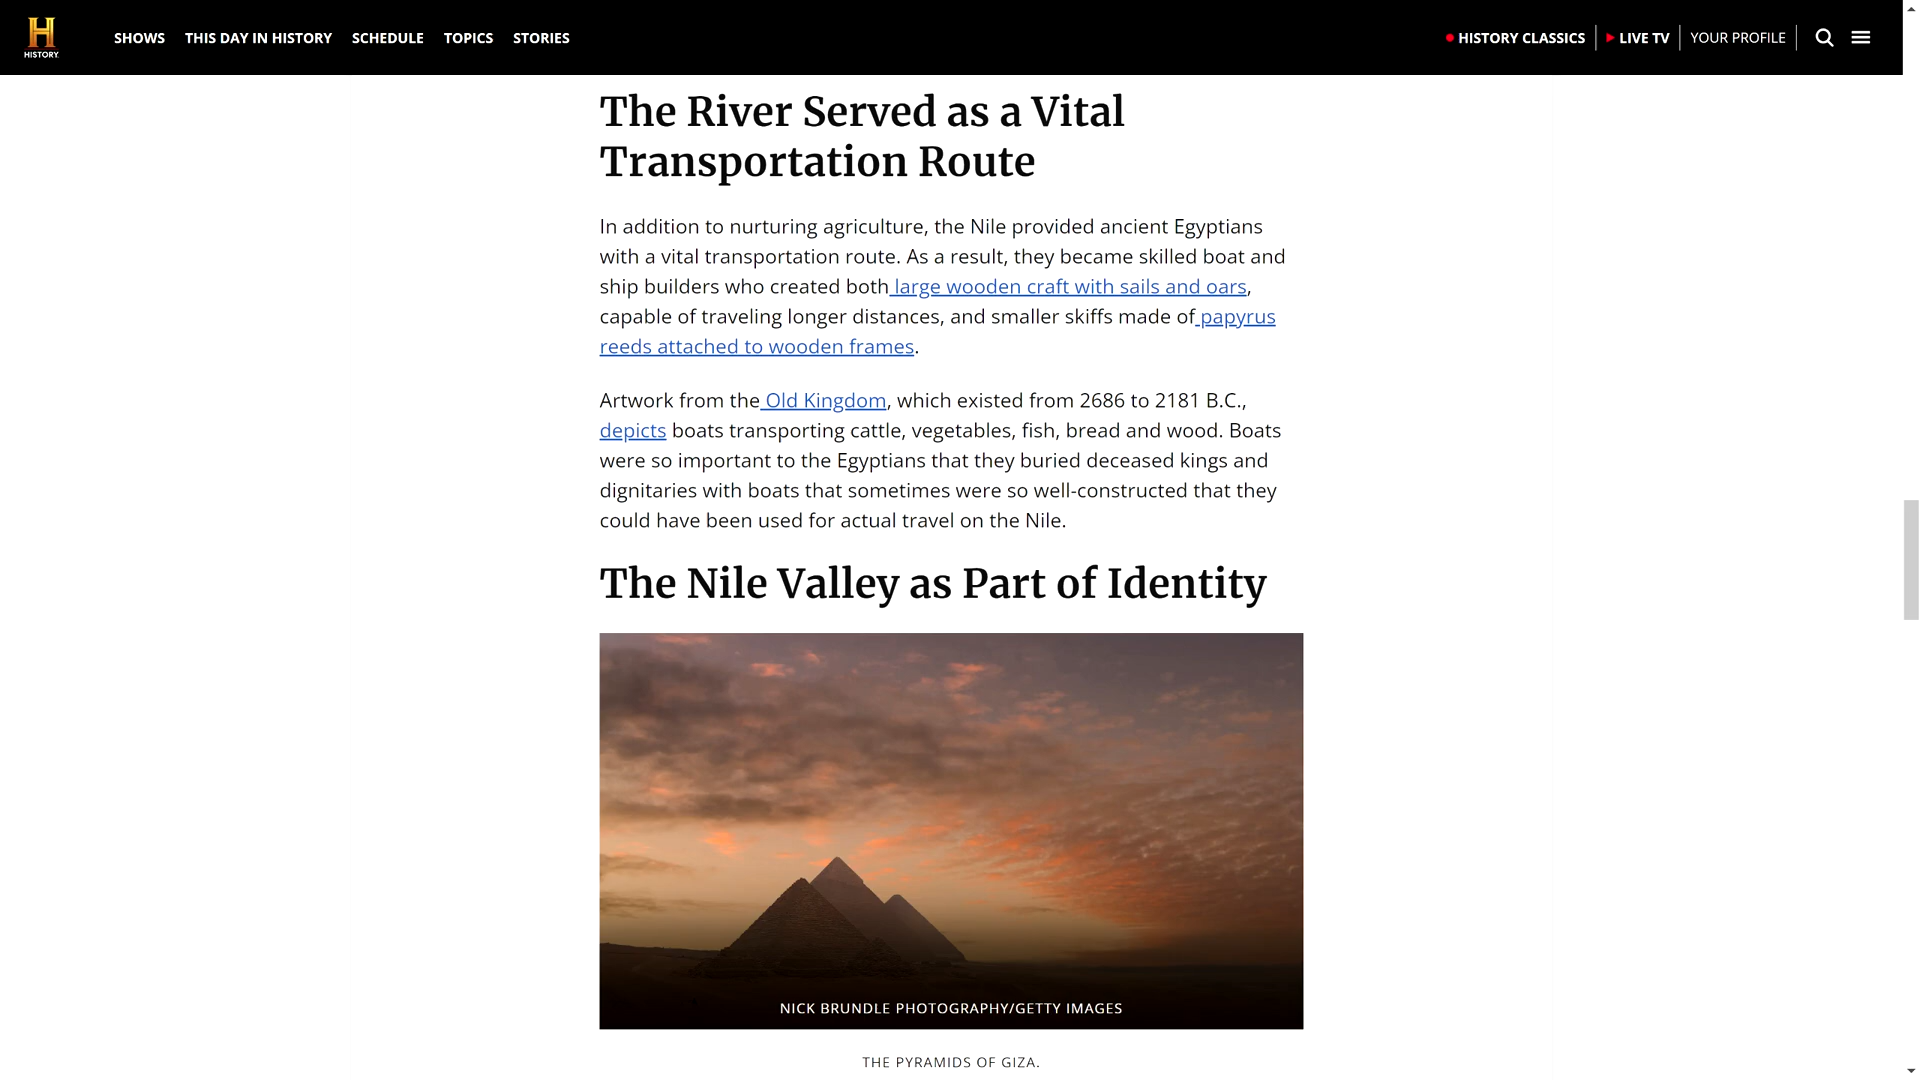 H
HISTORY
SHOWS THIS DAY IN HISTORY SCHEDULE TOPICS STORIES HISTORY CLASSICS LIVE TV YOUR PROFILE
The River Served as a Vital
Transportation Route
In addition to nurturing agriculture, the Nile provided ancient Egyptians
with a vital transportation route. As a result, they became skilled boat and
ship builders who created both large wooden craft with sails and oars,
capable of traveling longer distances, and smaller skiffs made of papyrus
reeds attached to wooden frames.
Artwork from the Old Kingdom, which existed from 2686 to 2181 B.C.,
depicts boats transporting cattle, vegetables, fish, bread and wood. Boats
were so important to the Egyptians that they buried deceased kings and
dignitaries with boats that sometimes were so well-constructed that they
could have been used for actual travel on the Nile.
The Nile Valley as Part of Identity
NICK BRUNDLE PHOTOGRAPHY/GETTY IMAGES
THE PYRAMIDS OF GIZA.